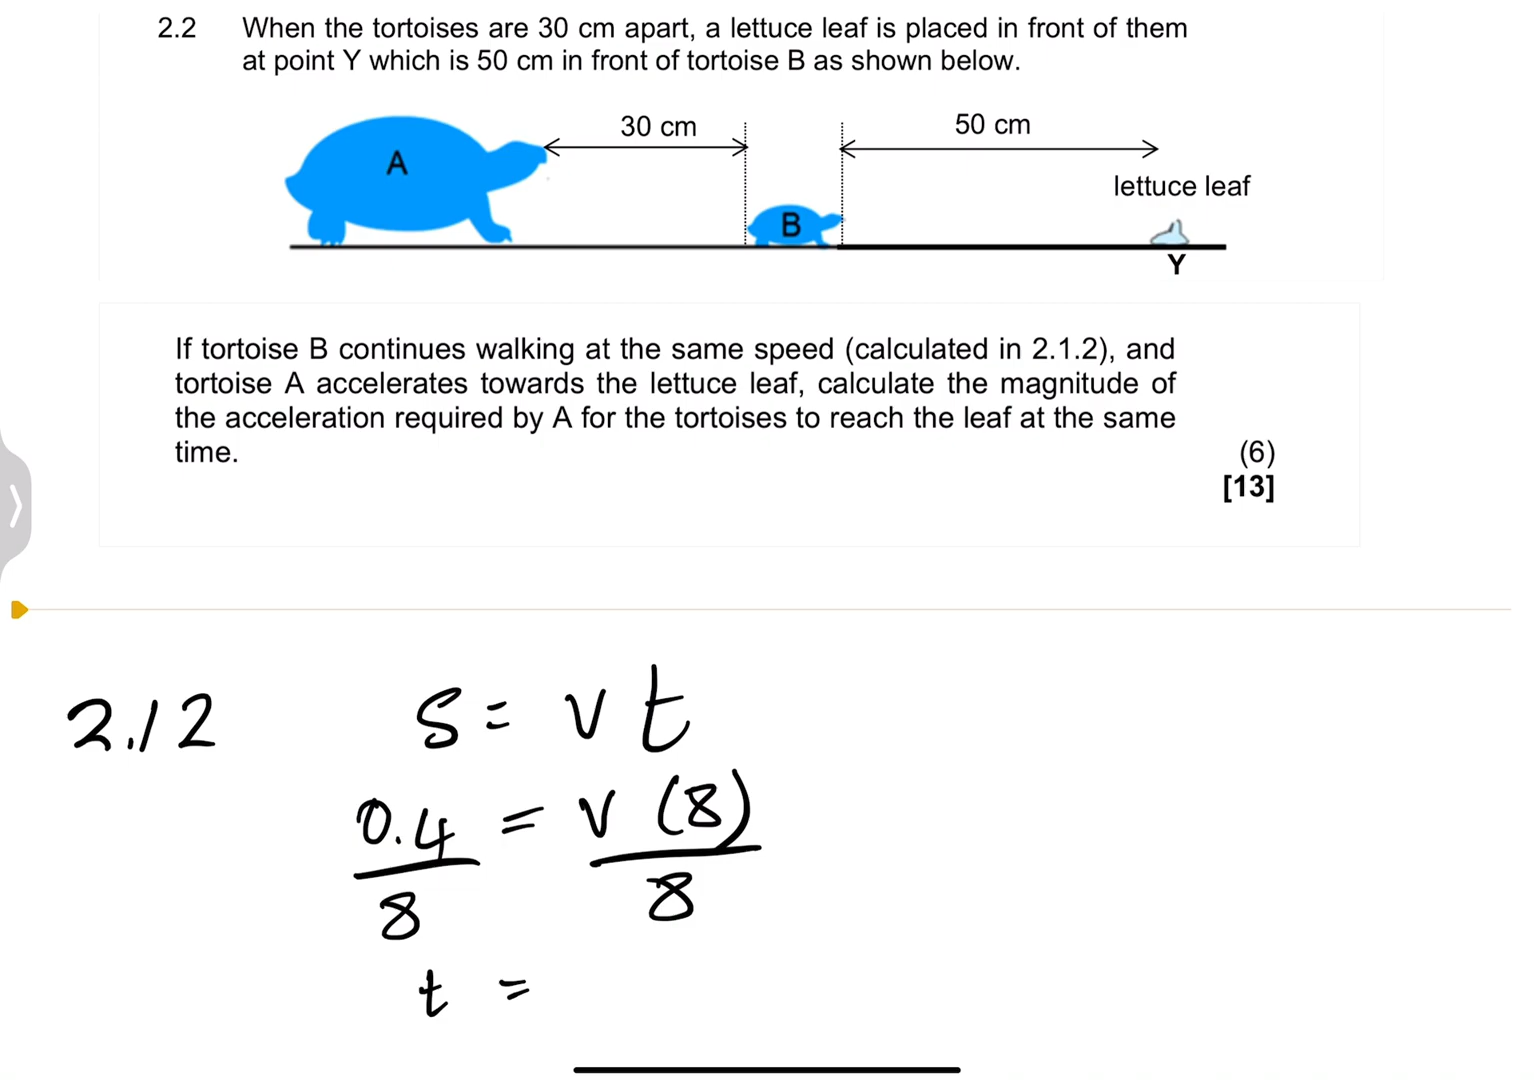 2.2 When the tortoises are 30 cm apart, a lettuce leaf is placed in front of them
at point Y which is 50 cm in front of tortoise B as shown below.
30 cm
50 cm
A
lettuce leaf
B
Y
If tortoise B continues walking at the same speed (calculated in 2.1.2), and
tortoise A accelerates towards the lettuce leaf, calculate the magnitude of
the acceleration required by A for the tortoises to reach the leaf at the same
time.
(6)
[13]
2.12 s = v t
0.4 = v (8)
8 8
t =